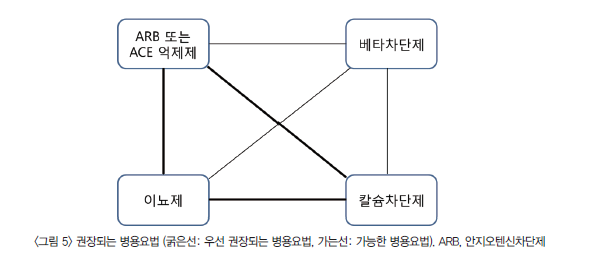 ARB 또는
ACE 억제제
베타차단제
이뇨제
칼슘차단제
<그림 5> 권장되는 병용요법 (굵은선: 우선 권장되는 병용요법, 가는선: 가능한 병용요법), ARB, 안지오텐신차단제